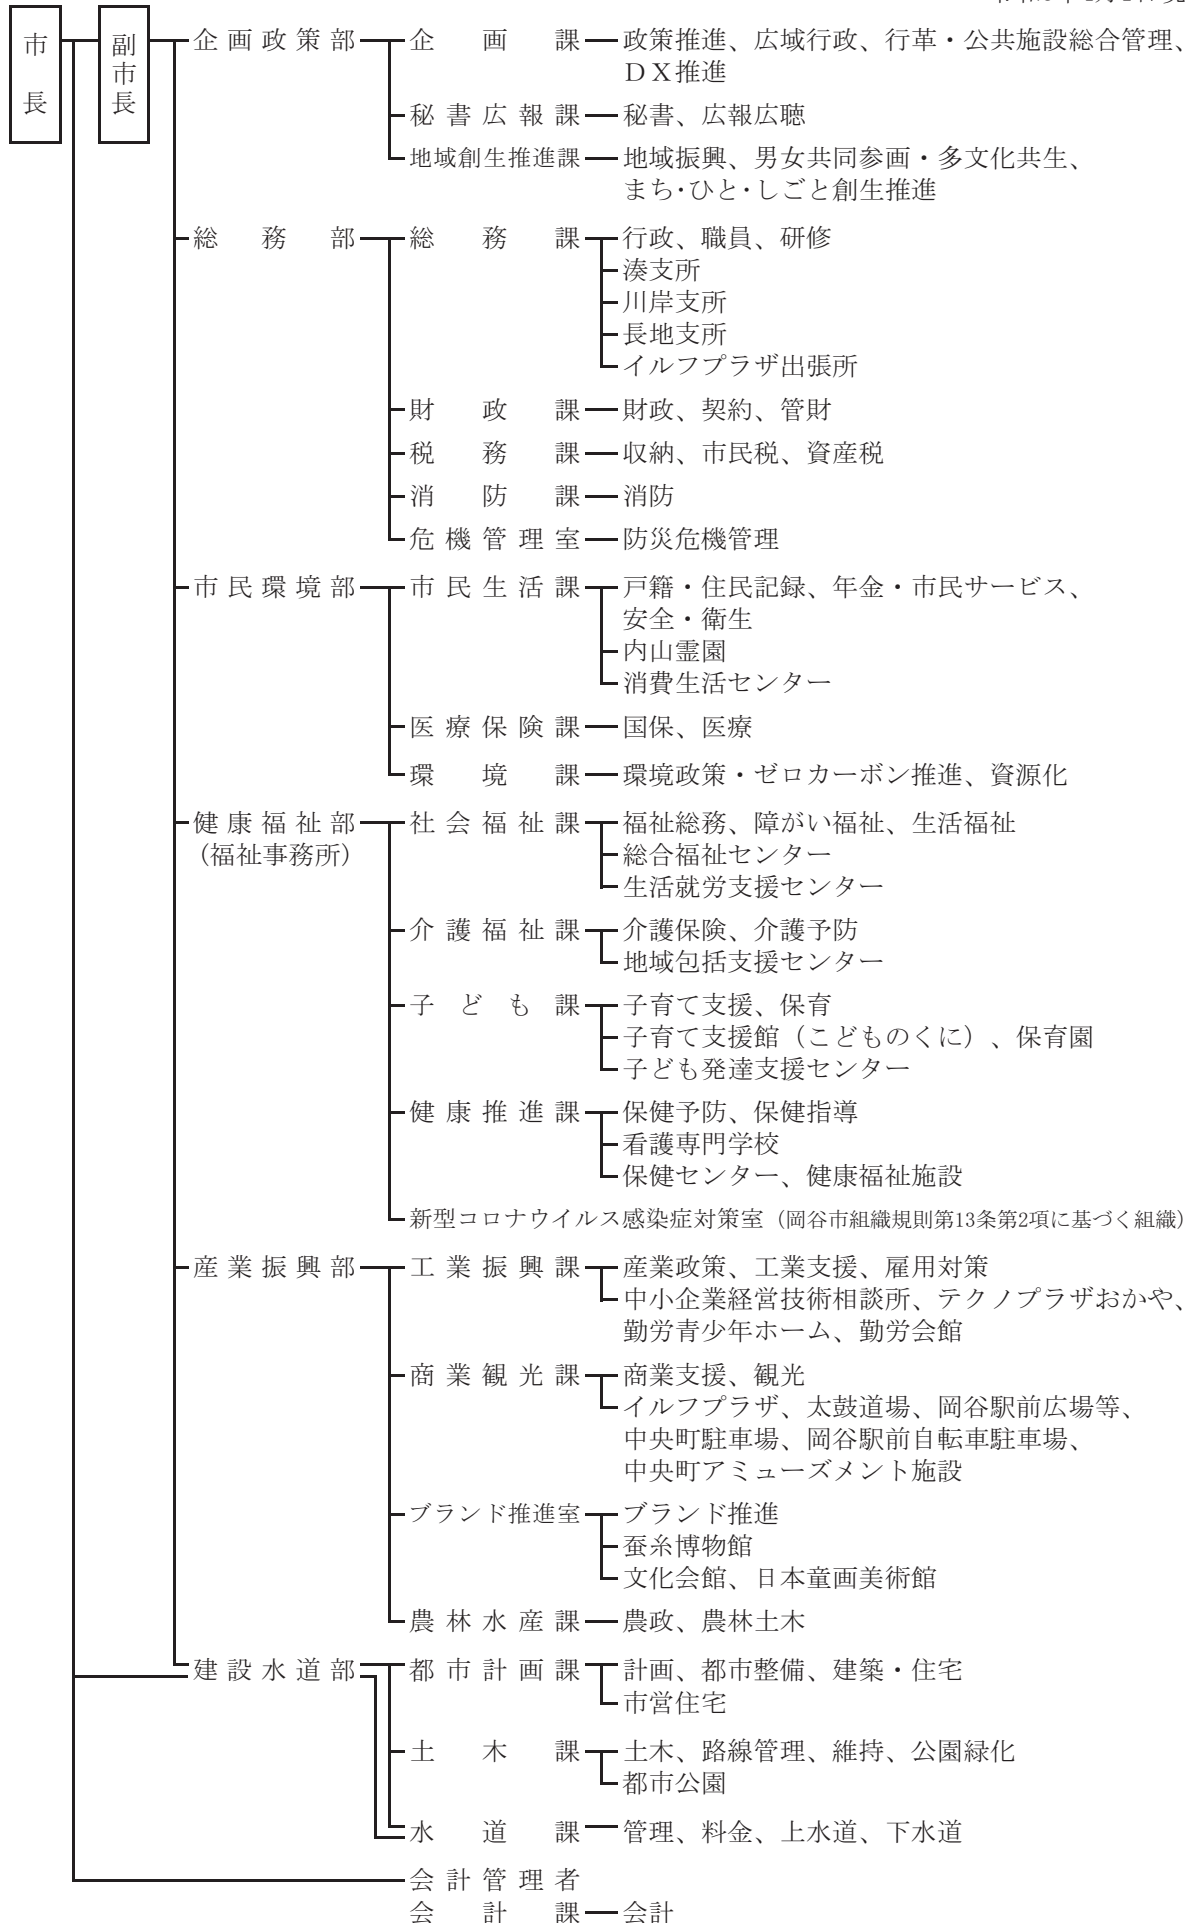 市長
副市長
企画政策部 企画課 政策推進、広域行政、行革・公共施設総合管理、
ＤＸ推進
秘書広報課 秘書、広報広聴
地域創生推進課 地域振興、男女共同参画・多文化共生、
まち・ひと・しごと創生推進
総務部 総務課 行政、職員、研修
湊支所
川岸支所
長地支所
イルフプラザ出張所
財政課 財政、契約、管財
税務課 収納、市民税、資産税
消防課 消防
危機管理室 防災危機管理
市民環境部 市民生活課 戸籍・住民記録、年金・市民サービス、
安全・衛生
内山霊園
消費生活センター
医療保険課 国保、医療
環境課 環境政策・ゼロカーボン推進、資源化
健康福祉部 社会福祉課 福祉総務、障がい福祉、生活福祉
（福祉事務所） 総合福祉センター
生活就労支援センター
介護福祉課 介護保険、介護予防
地域包括支援センター
子ども課 子育て支援、保育
子育て支援館（こどものくに）、保育園
子ども発達支援センター
健康推進課 保健予防、保健指導
看護専門学校
保健センター、健康福祉施設
新型コロナウイルス感染症対策室（岡谷市組織規則第13条第2項に基づく組織）
産業振興部 工業振興課 産業政策、工業支援、雇用対策
中小企業経営技術相談所、テクノプラザおかや、
勤労青少年ホーム、勤労会館
商業観光課 商業支援、観光
イルフプラザ、太鼓道場、岡谷駅前広場等、
中央町駐車場、岡谷駅前自転車駐車場、
中央町アミューズメント施設
ブランド推進室 ブランド推進
蚕糸博物館
文化会館、日本童画美術館
農林水産課 農政、農林土木
建設水道部 都市計画課 計画、都市整備、建築・住宅
市営住宅
土木課 土木、路線管理、維持、公園緑化
都市公園
水道課 管理、料金、上水道、下水道
会計管理者
会計課 会計